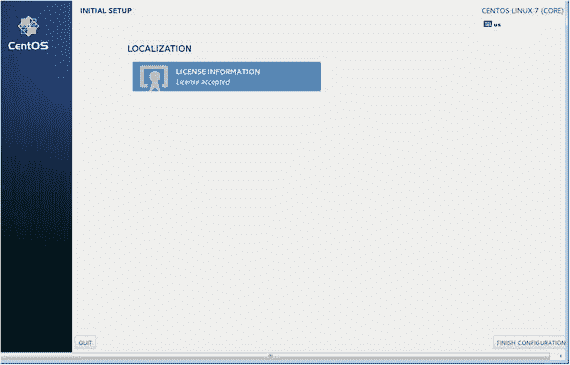 INITIAL SETUP
CENTOS LINUX 7 (CORE)
us
CentOS
LOCALIZATION
LICENSE INFORMATION
License accepted
QUIT
FINISH CONFIGURATION